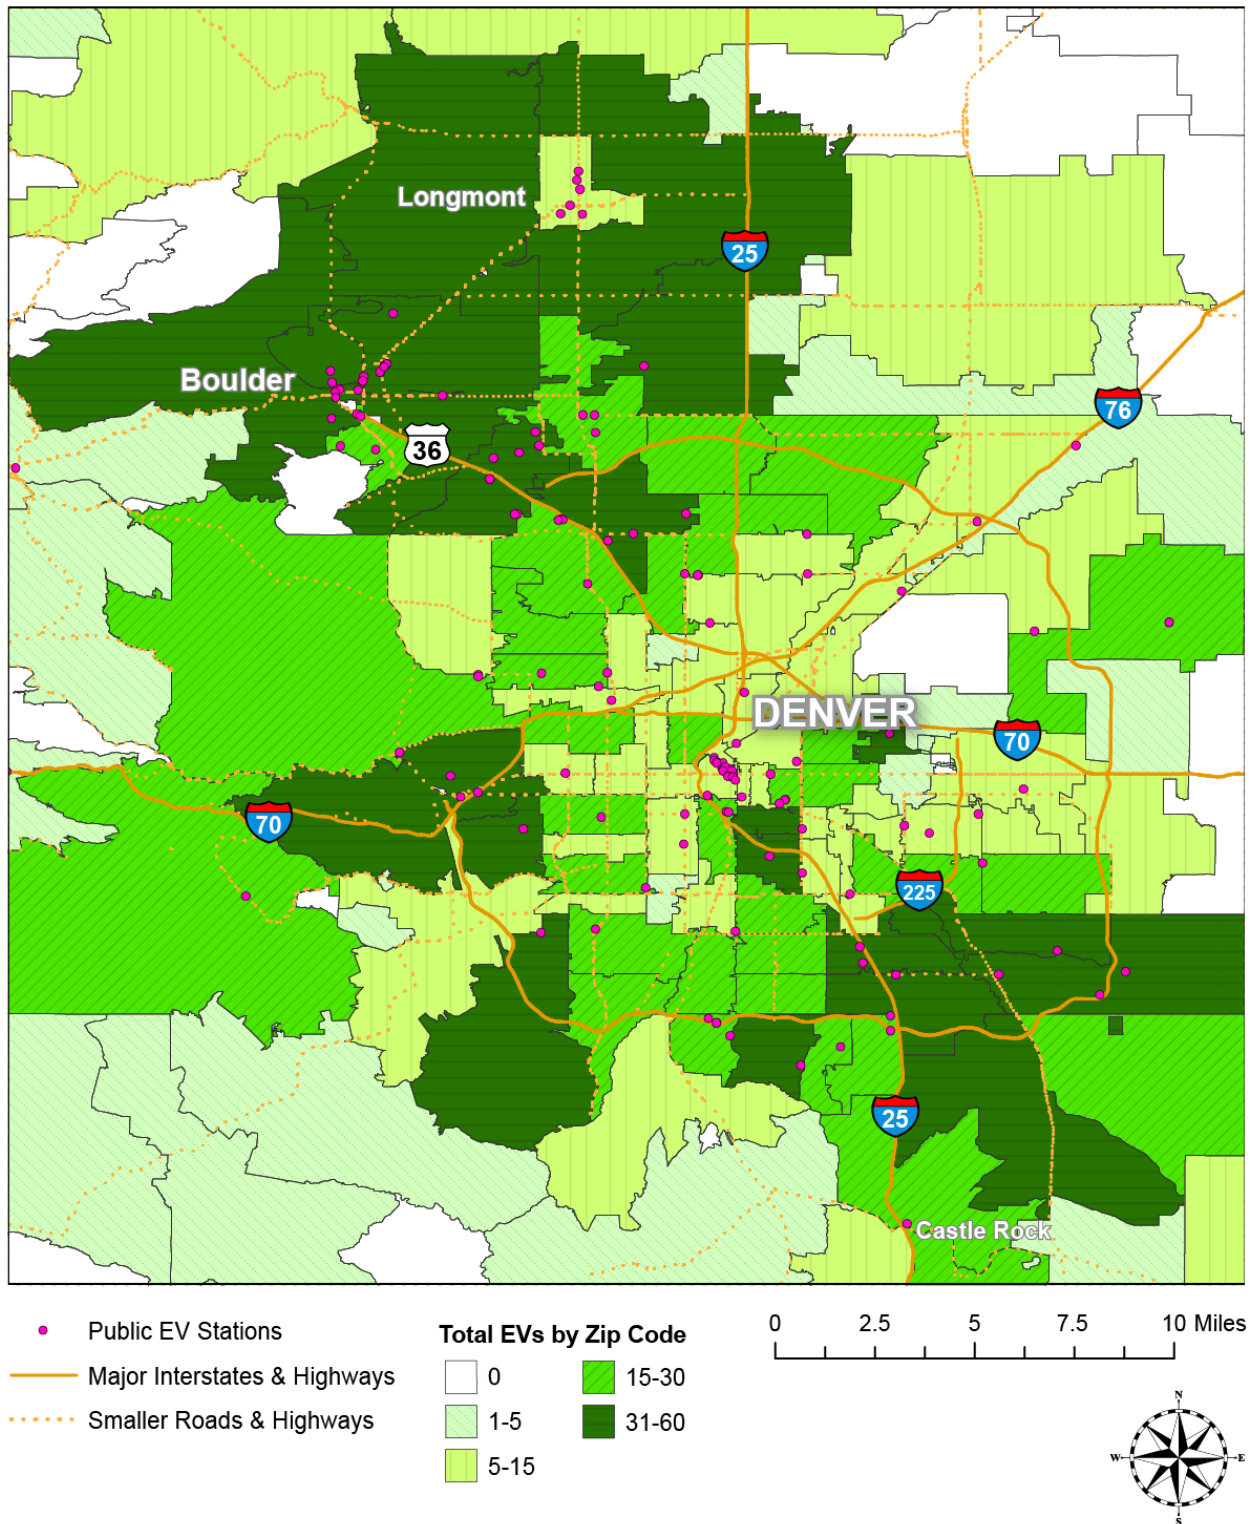 Longmont
25
Boulder
76
36
DENVER
70
70
225
25
Castle Rock
Public EV Stations
Major Interstates & Highways
Smaller Roads & Highways
Total EVs by Zip Code
0
1-5
5-15
15-30
31-60
0 2.5 5 7.5 10 Miles
N
W E
S